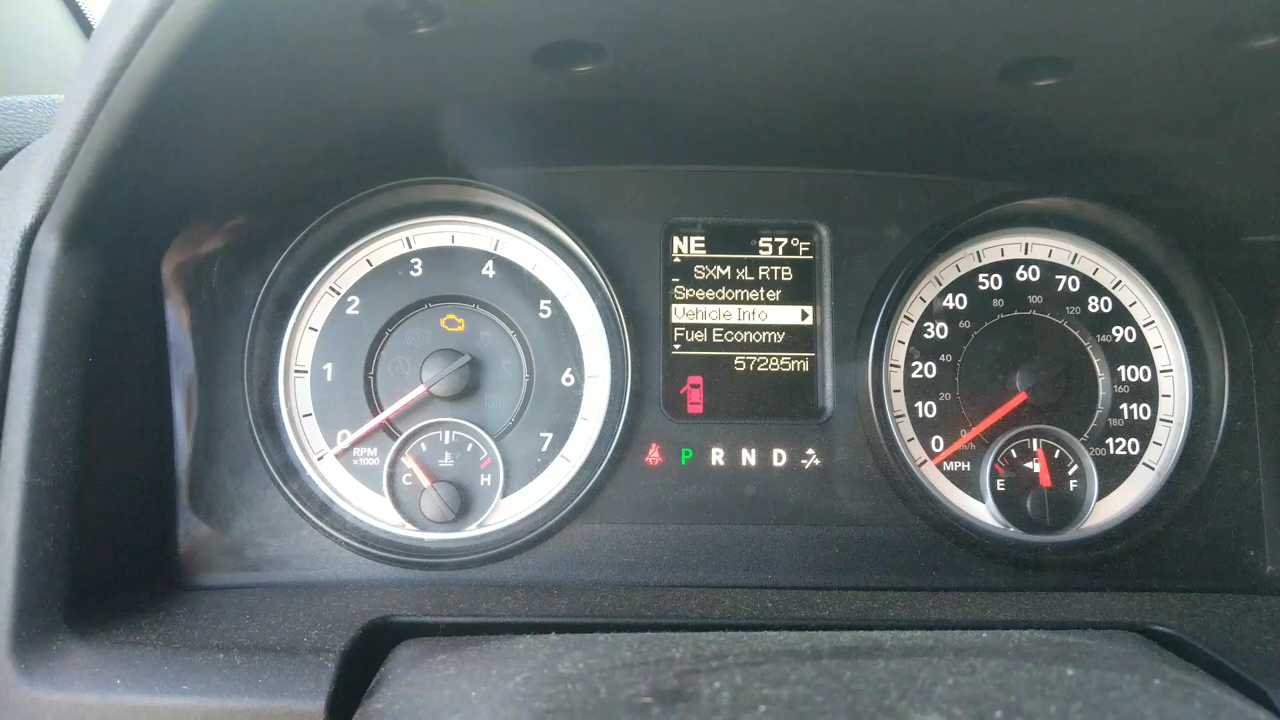 NE 57°F
SXM xL RTB
Speedometer
Vehicle Info
Fuel Economy
57285mi
P R N D
0 1 2 3 4 5 6 7
RPM
x1000
C H
0 10 20 30 40 50 60 70 80 90 100 110 120
0 20 40 60 80 100 120 140 160 180 200
km/h
MPH
E F